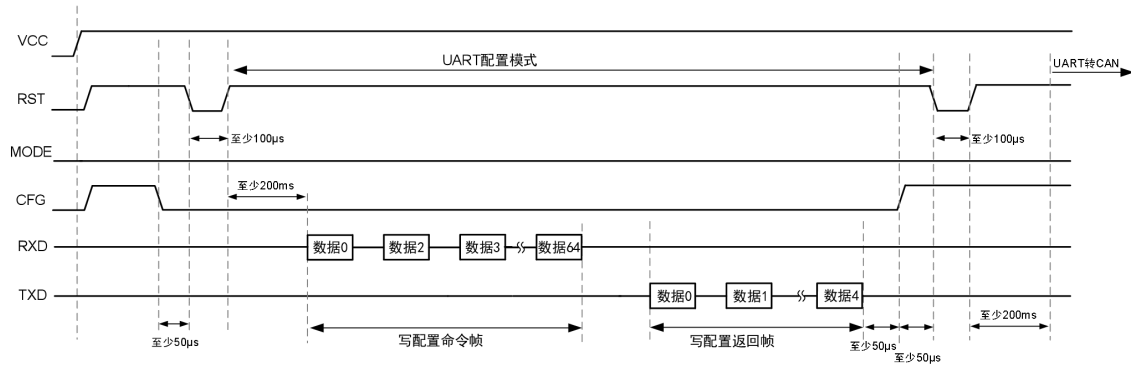 VCC
UART配置模式
UART转CAN
RST
至少100μs
至少100μs
MODE
至少200ms
CFG
RXD
数据0
数据2
数据3
数据64
TXD
数据0
数据1
数据4
至少50μs
写配置命令帧
写配置返回帧
至少50μs
至少50μs
至少200ms